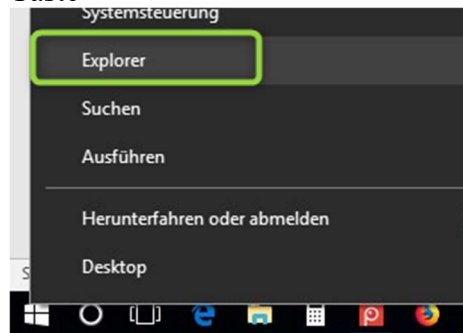 Systemsteuerung
Explorer
Suchen
Ausführen
Herunterfahren oder abmelden
Desktop